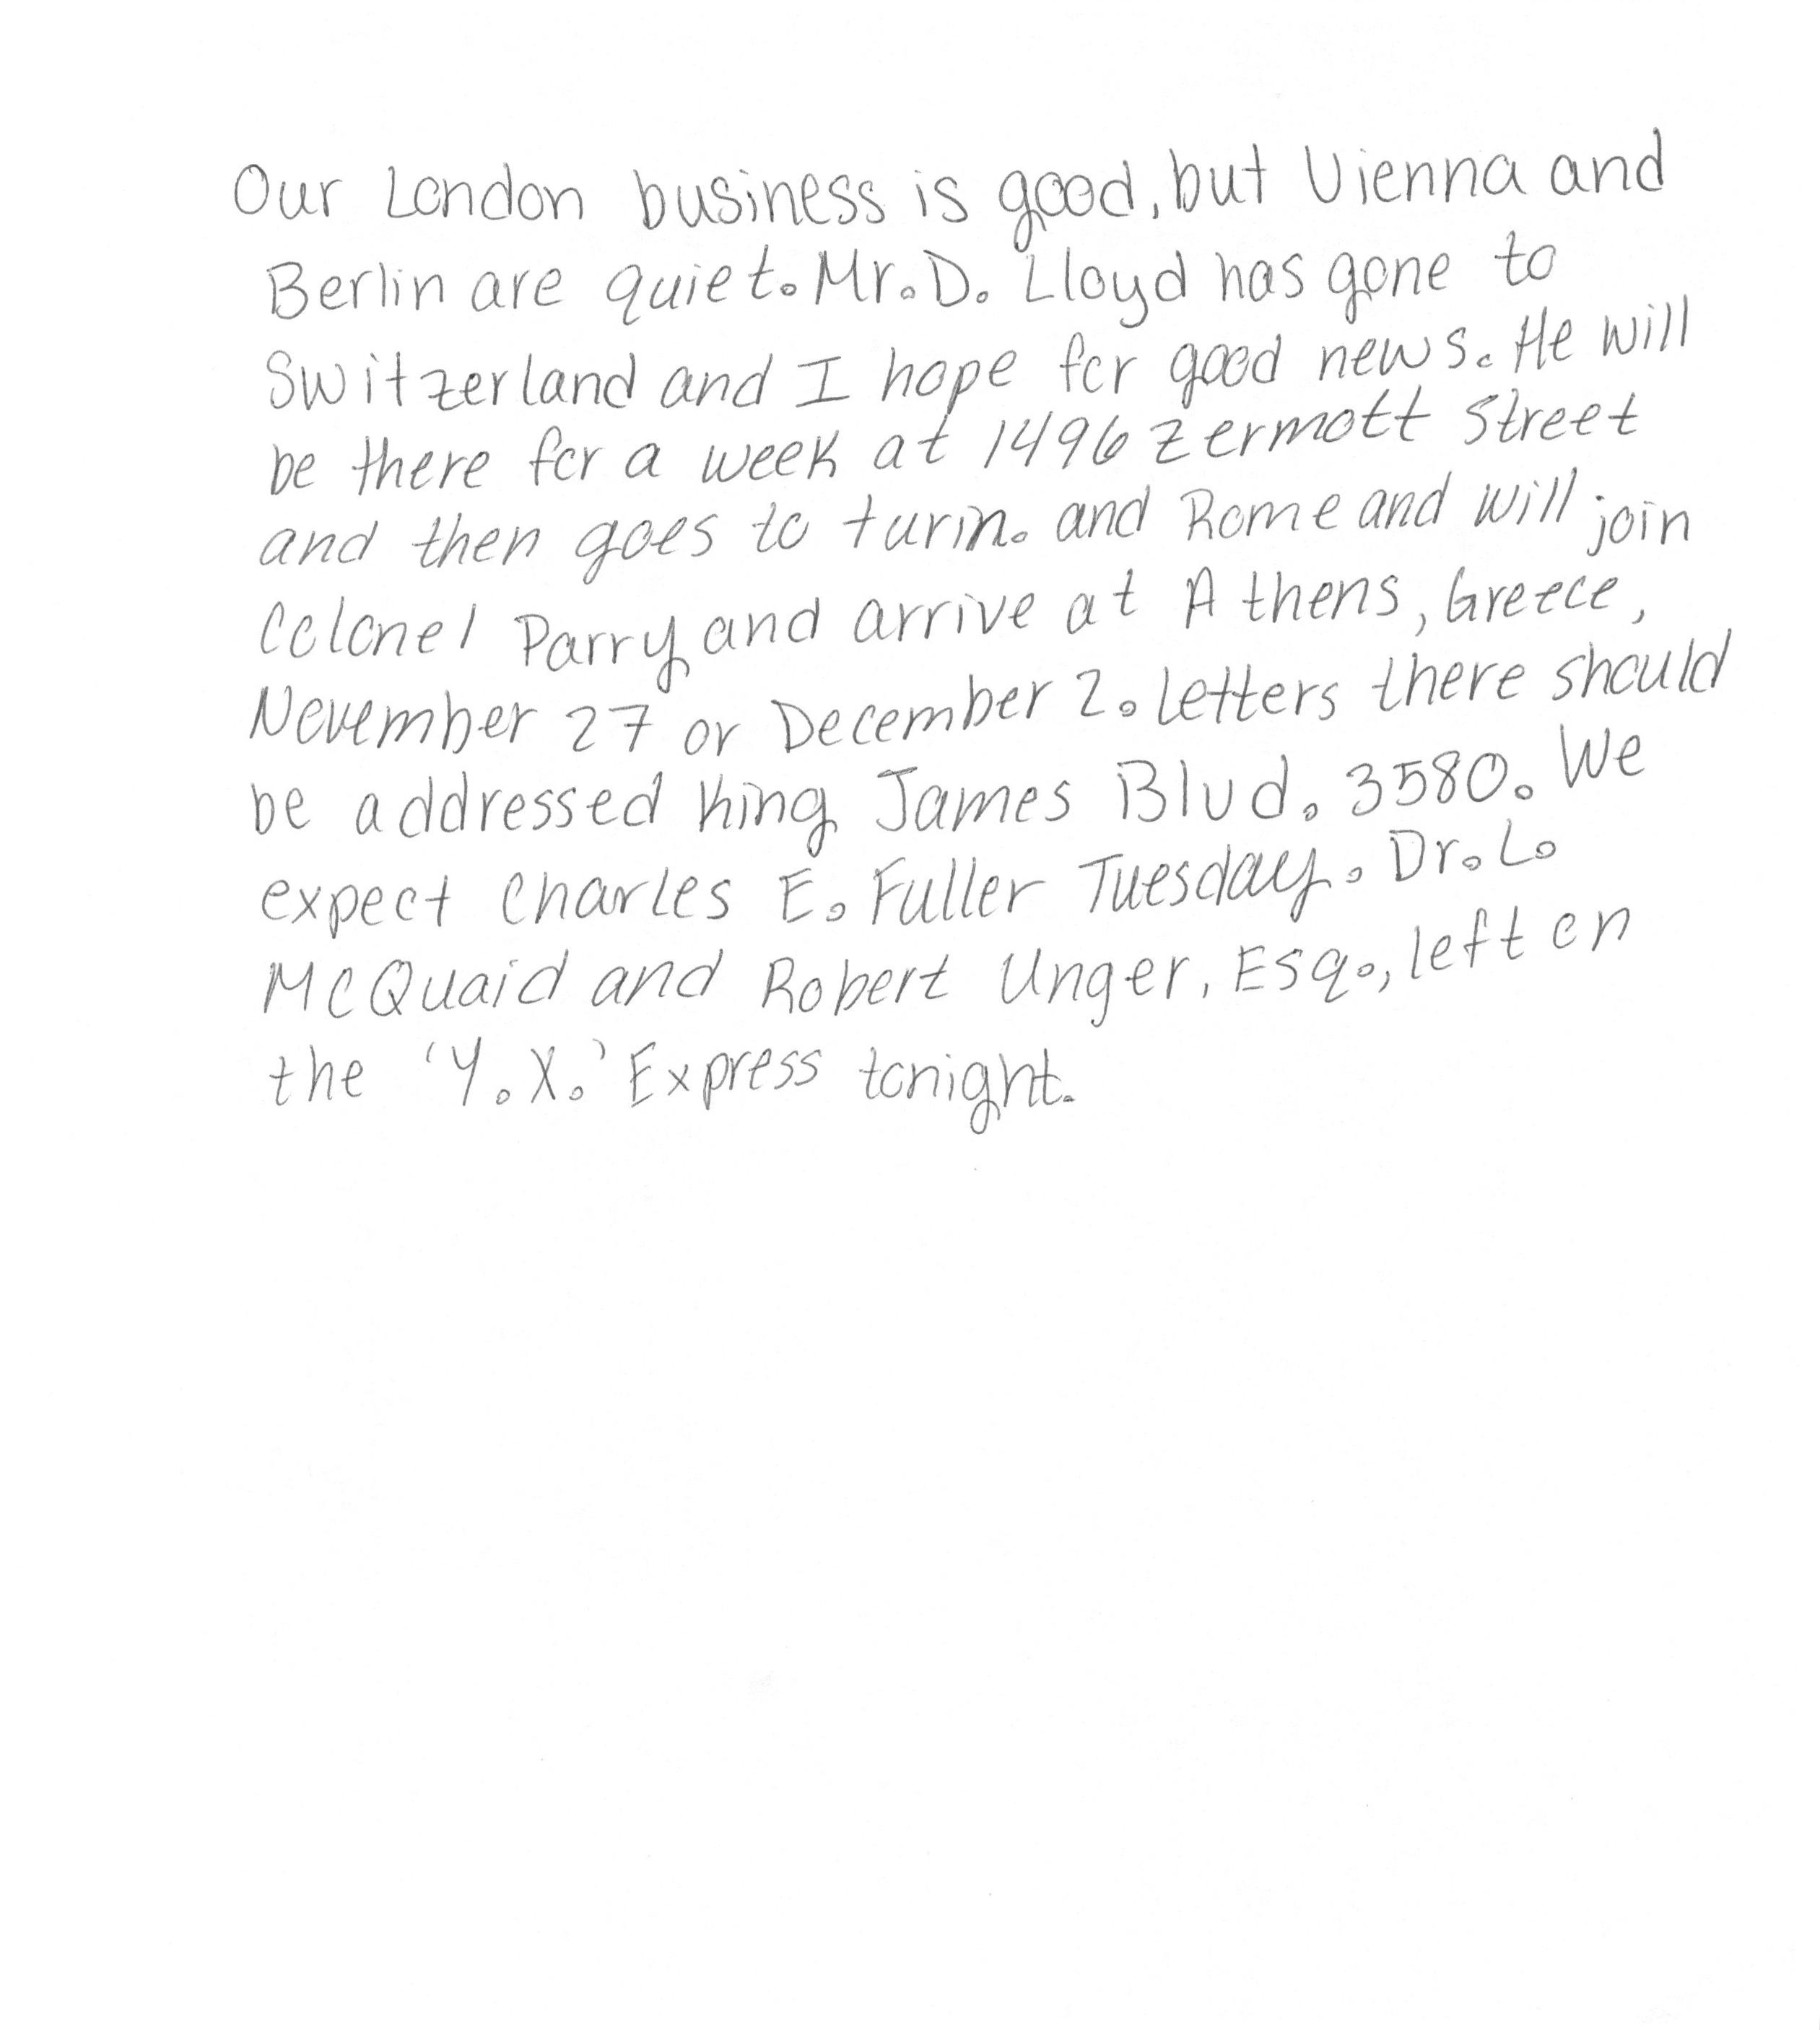 Our London business is good, but Vienna and
Berlin are quiet. Mr. D. Lloyd has gone to
Switzerland and I hope for good news. He will
be there for a week at 1496 Zermott Street
and then goes to turin. and Rome and will join
Colonel Parry and arrive at Athens, Greece,
November 27 or December 2. Letters there should
be addressed King James Blvd. 3580. We
expect Charles E. Fuller Tuesday. Dr. L.
McQuaid and Robert Unger, Esq., left on
the 'Y.X.' Express tonight.